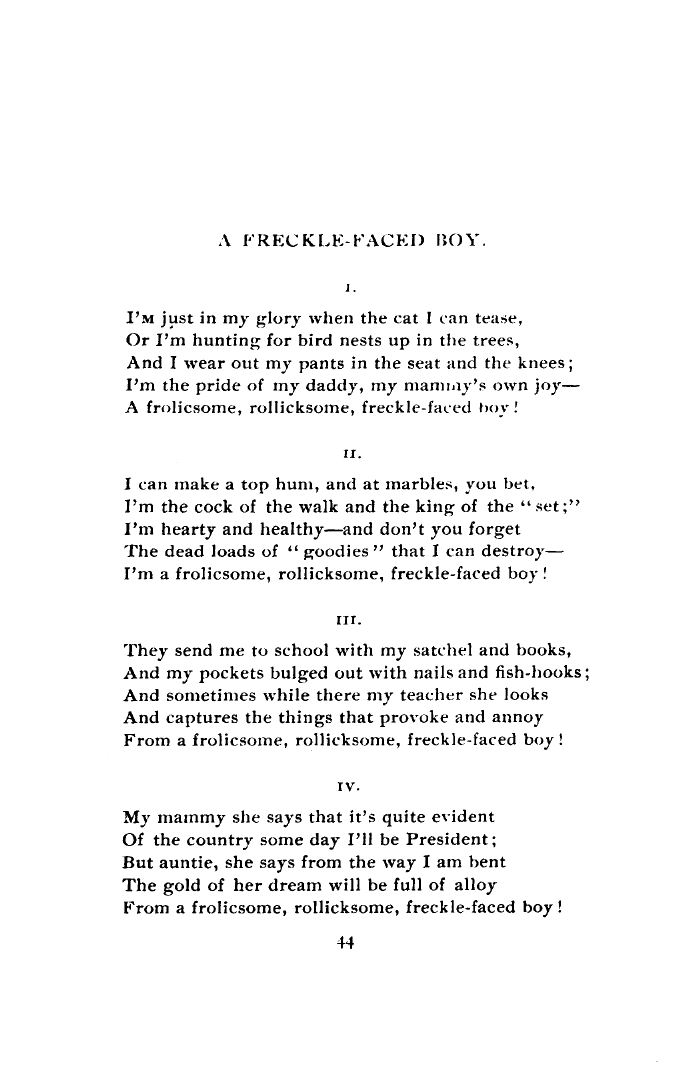 A FRECKLE-FACED BOY.
I.
I'M just in my glory when the cat I can tease,
Or I'm hunting for bird nests up in the trees,
And I wear out my pants in the seat and the knees;
I'm the pride of my daddy, my mammy's own joy—
A frolicsome, rollicksome, freckle-faced boy!
II.
I can make a top hum, and at marbles, you bet,
I'm the cock of the walk and the king of the "set;"
I'm hearty and healthy—and don't you forget
The dead loads of "goodies" that I can destroy—
I'm a frolicsome, rollicksome, freckle-faced boy!
III.
They send me to school with my satchel and books,
And my pockets bulged out with nails and fish-hooks;
And sometimes while there my teacher she looks
And captures the things that provoke and annoy
From a frolicsome, rollicksome, freckle-faced boy!
IV.
My mammy she says that it's quite evident
Of the country some day I'll be President;
But auntie, she says from the way I am bent
The gold of her dream will be full of alloy
From a frolicsome, rollicksome, freckle-faced boy!
44